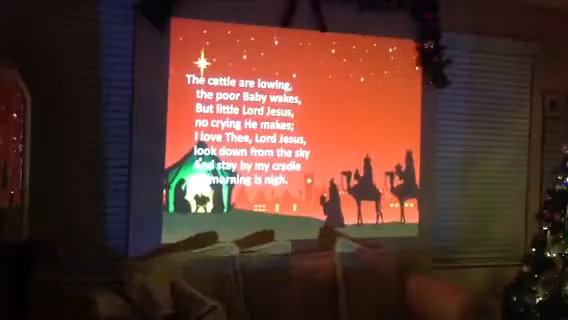 The cattle are lowing,
the poor Baby wakes,
But little Lord Jesus,
no crying He makes;
I love Thee, Lord Jesus,
look down from the sky
And stay by my cradle
morning is nigh.